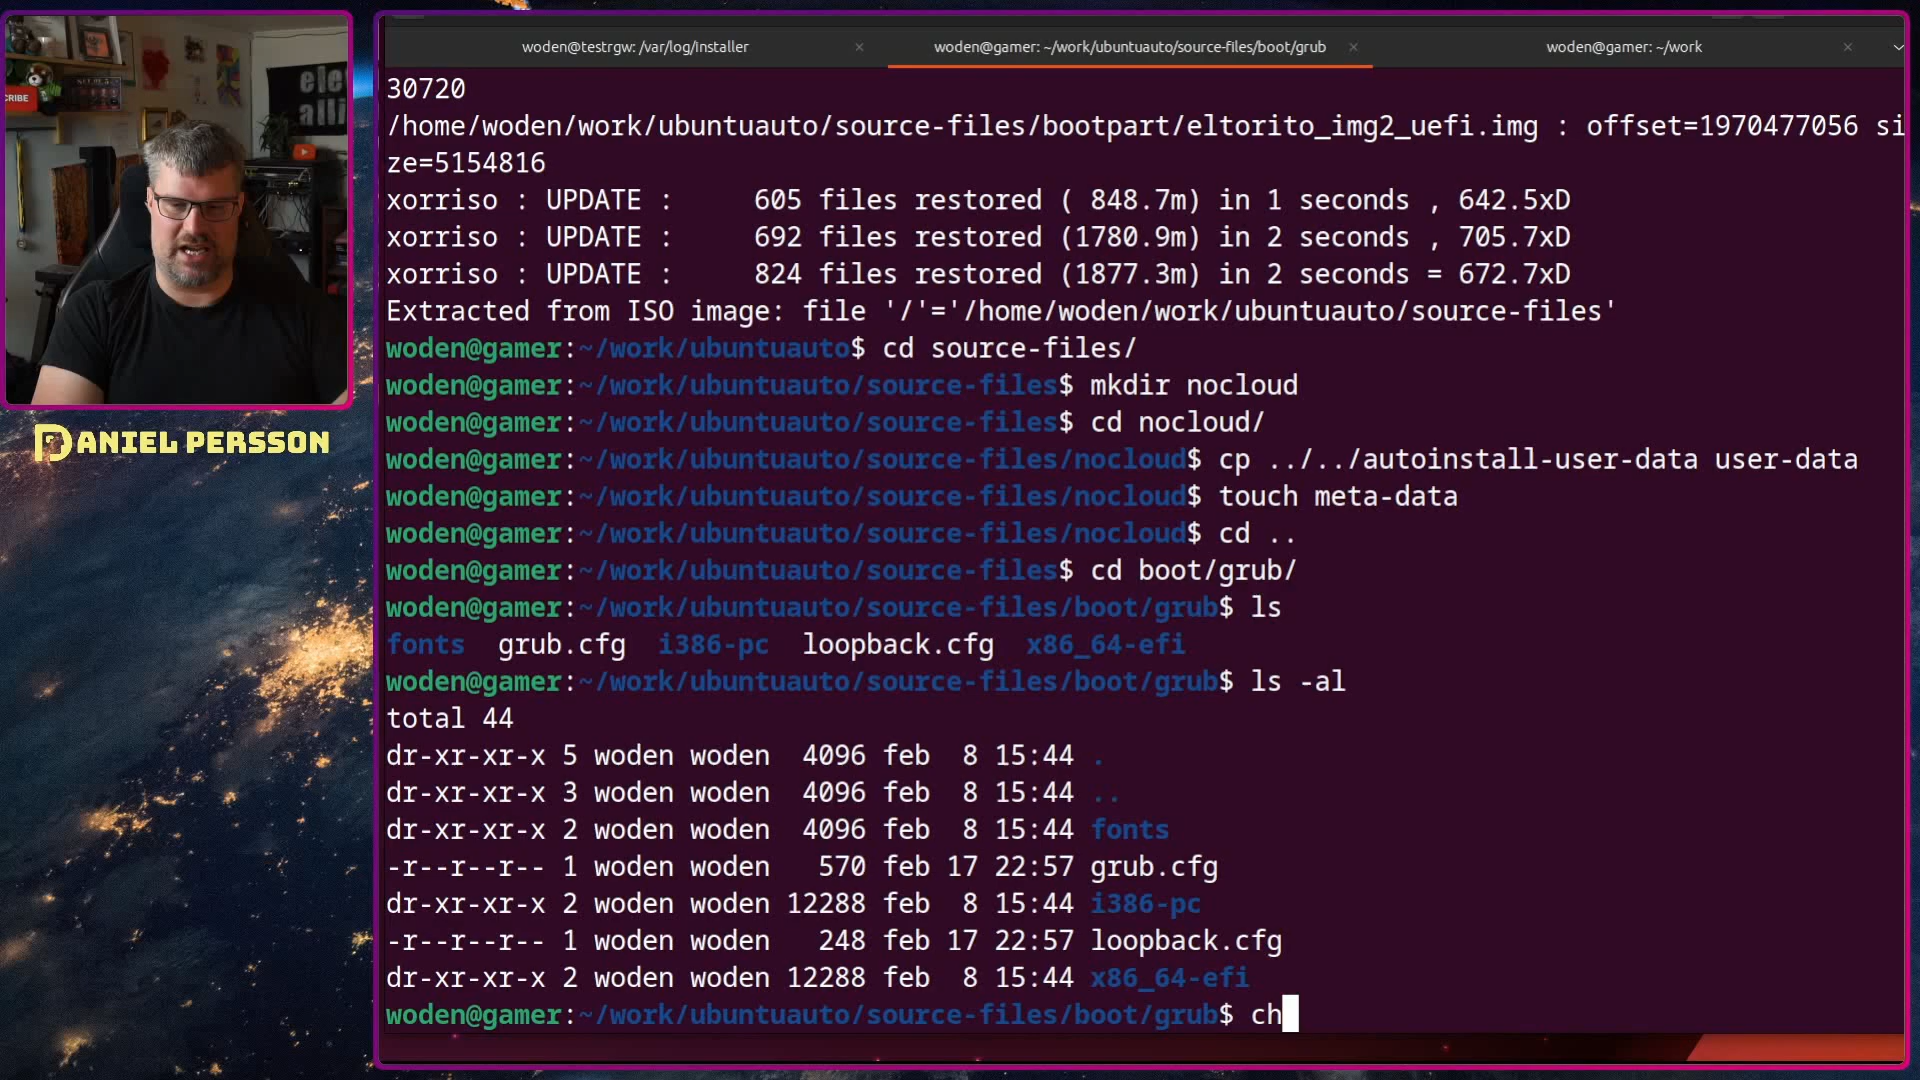 woden@testrgw: /var/log/installer
woden@gamer: ~/work/ubuntuauto/source-files/boot/grub
woden@gamer: ~/work
30720
/home/woden/work/ubuntuauto/source-files/bootpart/eltorito_img2_uefi.img : offset=1970477056 si
ze=5154816
xorriso : UPDATE :     605 files restored ( 848.7m) in 1 seconds , 642.5xD
xorriso : UPDATE :     692 files restored (1780.9m) in 2 seconds , 705.7xD
xorriso : UPDATE :     824 files restored (1877.3m) in 2 seconds = 672.7xD
Extracted from ISO image: file '/'='/home/woden/work/ubuntuauto/source-files'
woden@gamer:~/work/ubuntuauto$ cd source-files/
woden@gamer:~/work/ubuntuauto/source-files$ mkdir nocloud
woden@gamer:~/work/ubuntuauto/source-files$ cd nocloud/
woden@gamer:~/work/ubuntuauto/source-files/nocloud$ cp ../../autoinstall-user-data user-data
woden@gamer:~/work/ubuntuauto/source-files/nocloud$ touch meta-data
woden@gamer:~/work/ubuntuauto/source-files/nocloud$ cd ..
woden@gamer:~/work/ubuntuauto/source-files$ cd boot/grub/
woden@gamer:~/work/ubuntuauto/source-files/boot/grub$ ls
fonts  grub.cfg  i386-pc  loopback.cfg  x86_64-efi
woden@gamer:~/work/ubuntuauto/source-files/boot/grub$ ls -al
total 44
dr-xr-xr-x 5 woden woden  4096 feb  8 15:44 .
dr-xr-xr-x 3 woden woden  4096 feb  8 15:44 ..
dr-xr-xr-x 2 woden woden  4096 feb  8 15:44 fonts
-r--r--r-- 1 woden woden   570 feb 17 22:57 grub.cfg
dr-xr-xr-x 2 woden woden 12288 feb  8 15:44 i386-pc
-r--r--r-- 1 woden woden   248 feb 17 22:57 loopback.cfg
dr-xr-xr-x 2 woden woden 12288 feb  8 15:44 x86_64-efi
woden@gamer:~/work/ubuntuauto/source-files/boot/grub$ ch
CRIBE
DANIEL PERSSON